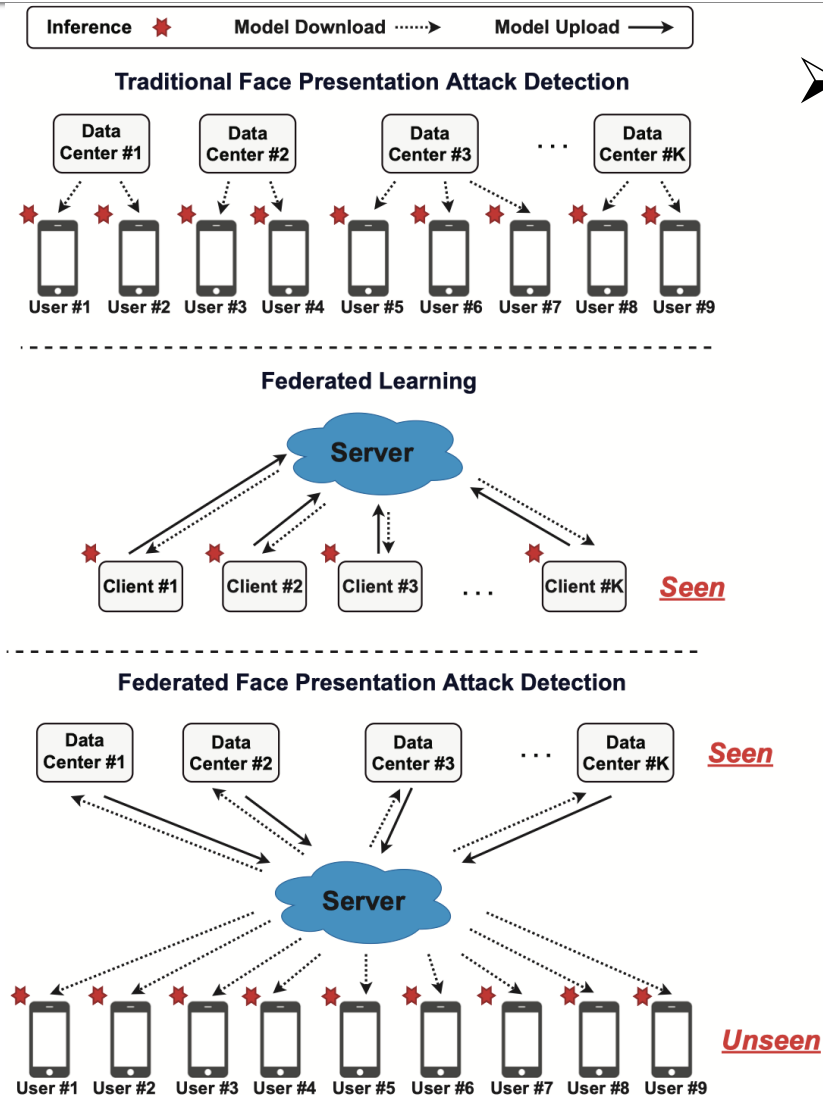 Inference Model Download Model Upload
Traditional Face Presentation Attack Detection
Data Center #1
Data Center #2
Data Center #3
. . .
Data Center #K
User #1 User #2 User #3 User #4 User #5 User #6 User #7 User #8 User #9
Federated Learning
Server
Client #1 Client #2 Client #3 . . . Client #K
Seen
Federated Face Presentation Attack Detection
Data Center #1
Data Center #2
Data Center #3
. . .
Data Center #K
Seen
Server
Unseen
User #1 User #2 User #3 User #4 User #5 User #6 User #7 User #8 User #9